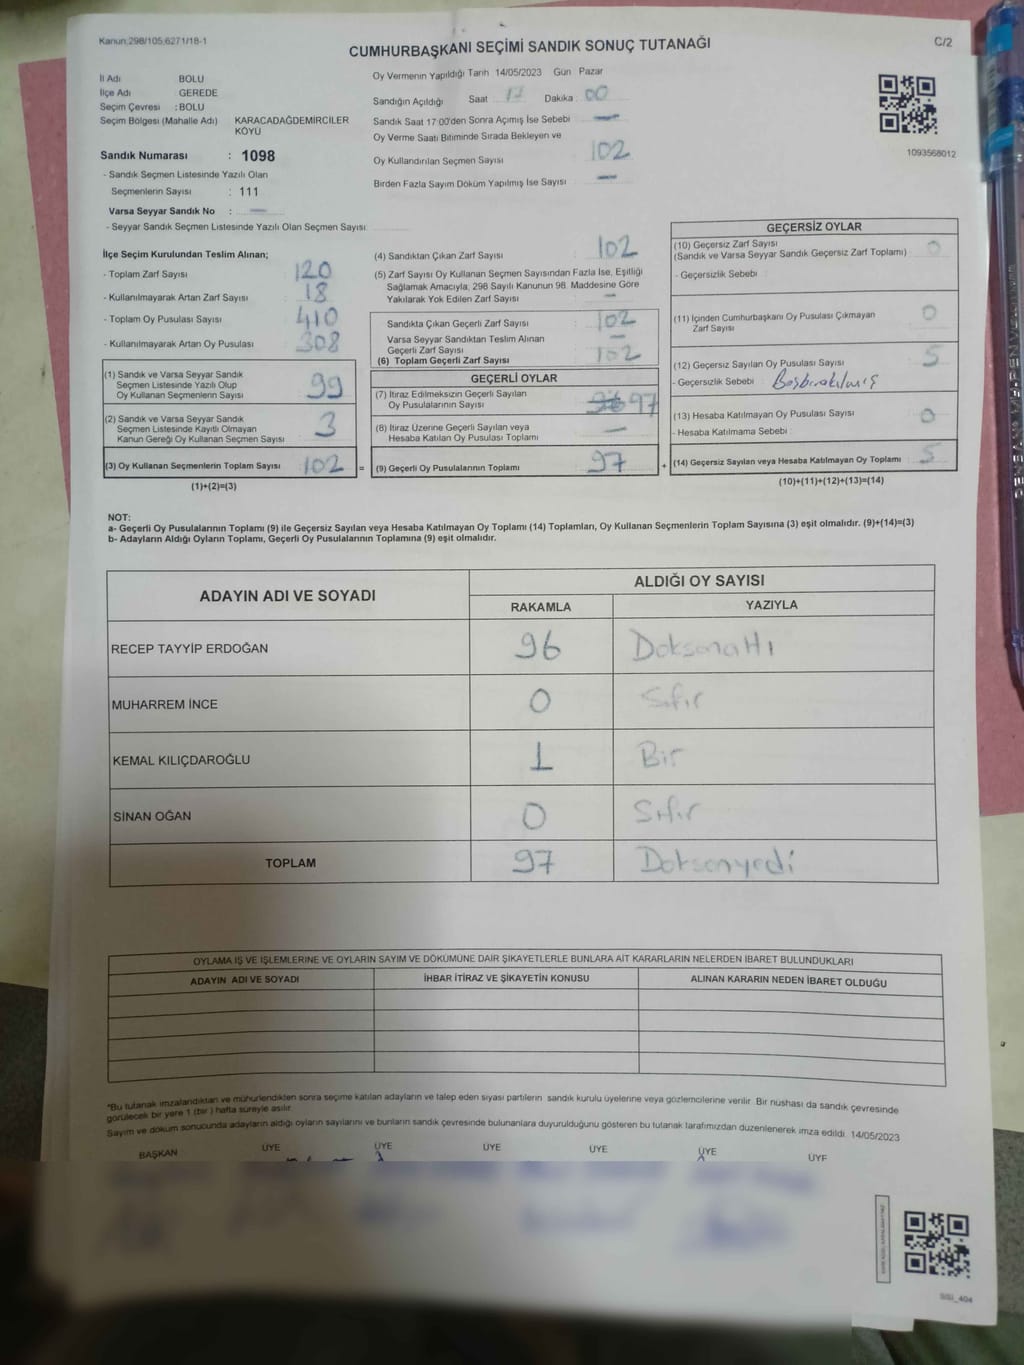 Kanun:298/105,6271/18-1
CUMHURBAŞKANI SEÇİMİ SANDIK SONUÇ TUTANAĞI
C/2
İl Adı BOLU
İlçe Adı GEREDE
Seçim Çevresi : BOLU
Seçim Bölgesi (Mahalle Adı) KARACADAĞDEMİRCİLER KÖYÜ
Sandık Numarası : 1098
- Sandık Seçmen Listesinde Yazılı Olan
Seçmenlerin Sayısı : 111
Varsa Seyyar Sandık No : —
- Seyyar Sandık Seçmen Listesinde Yazılı Olan Seçmen Sayısı:
Oy Vermenin Yapıldığı Tarih 14/05/2023 Gün Pazar
Sandığın Açıldığı Saat 17 Dakika 00
Sandık Saat 17:00'den Sonra Açımış İse Sebebi —
Oy Verme Saati Bitiminde Sırada Bekleyen ve
Oy Kullandırılan Seçmen Sayısı 102
Birden Fazla Sayım Döküm Yapılmış İse Sayısı —
1093568012
İlçe Seçim Kurulundan Teslim Alınan;
- Toplam Zarf Sayısı 120
- Kullanılmayarak Artan Zarf Sayısı 18
- Toplam Oy Pusulası Sayısı 410
- Kullanılmayarak Artan Oy Pusulası 308
(4) Sandıktan Çıkan Zarf Sayısı : 102
(5) Zarf Sayısı Oy Kullanan Seçmen Sayısından Fazla İse, Eşitliği
Sağlamak Amacıyla, 298 Sayılı Kanunun 98. Maddesine Göre
Yakılarak Yok Edilen Zarf Sayısı : —
Sandıkta Çıkan Geçerli Zarf Sayısı : 102
Varsa Seyyar Sandıktan Teslim Alınan
Geçerli Zarf Sayısı : —
(6) Toplam Geçerli Zarf Sayısı : 102
GEÇERSİZ OYLAR
(10) Geçersiz Zarf Sayısı
(Sandık ve Varsa Seyyar Sandık Geçersiz Zarf Toplamı) : 0
- Geçersizlik Sebebi :
(11) İçinden Cumhurbaşkanı Oy Pusulası Çıkmayan
Zarf Sayısı : 0
(12) Geçersiz Sayılan Oy Pusulası Sayısı : 5
- Geçersizlik Sebebi : Boşbırakılmış
(13) Hesaba Katılmayan Oy Pusulası Sayısı : 0
- Hesaba Katılmama Sebebi :
(14) Geçersiz Sayılan veya Hesaba Katılmayan Oy Toplamı : 5
(10)+(11)+(12)+(13)=(14)
(1) Sandık ve Varsa Seyyar Sandık
Seçmen Listesinde Yazılı Olup
Oy Kullanan Seçmenlerin Sayısı : 99
(2) Sandık ve Varsa Seyyar Sandık
Seçmen Listesinde Kayıtlı Olmayan
Kanun Gereği Oy Kullanan Seçmen Sayısı : 3
(3) Oy Kullanan Seçmenlerin Toplam Sayısı : 102 =
(1)+(2)=(3)
GEÇERLİ OYLAR
(7) İtiraz Edilmeksizin Geçerli Sayılan
Oy Pusulalarının Sayısı : 97
(8) İtiraz Üzerine Geçerli Sayılan veya
Hesaba Katılan Oy Pusulası Toplamı : —
(9) Geçerli Oy Pusulalarının Toplamı : 97 +
NOT:
a- Geçerli Oy Pusulalarının Toplamı (9) ile Geçersiz Sayılan veya Hesaba Katılmayan Oy Toplamı (14) Toplamları, Oy Kullanan Seçmenlerin Toplam Sayısına (3) eşit olmalıdır. (9)+(14)=(3)
b- Adayların Aldığı Oyların Toplamı, Geçerli Oy Pusulalarının Toplamına (9) eşit olmalıdır.
ADAYIN ADI VE SOYADI ALDIĞI OY SAYISI
RAKAMLA YAZIYLA
RECEP TAYYİP ERDOĞAN 96 Doksanaltı
MUHARREM İNCE 0 Sıfır
KEMAL KILIÇDAROĞLU 1 Bir
SİNAN OĞAN 0 Sıfır
TOPLAM 97 Doksanyedi
OYLAMA İŞ VE İŞLEMLERİNE VE OYLARIN SAYIM VE DÖKÜMÜNE DAİR ŞİKAYETLERLE BUNLARA AİT KARARLARIN NELERDEN İBARET BULUNDUKLARI
ADAYIN ADI VE SOYADI İHBAR İTİRAZ VE ŞİKAYETİN KONUSU ALINAN KARARIN NEDEN İBARET OLDUĞU
*Bu tutanak imzalandıktan ve mühürlendikten sonra seçime katılan adayların ve talep eden siyasi partilerin sandık kurulu üyelerine veya gözlemcilerine verilir. Bir nüshası da sandık çevresinde
görülecek bir yere 1 (bir) hafta süreyle asılır.
Sayım ve döküm sonucunda adayların aldığı oyların sayılarını ve bunların sandık çevresinde bulunanlara duyurulduğunu gösteren bu tutanak tarafımızdan düzenlenerek imza edildi. 14/05/2023
BAŞKAN ÜYE ÜYE ÜYE ÜYE ÜYE ÜYE